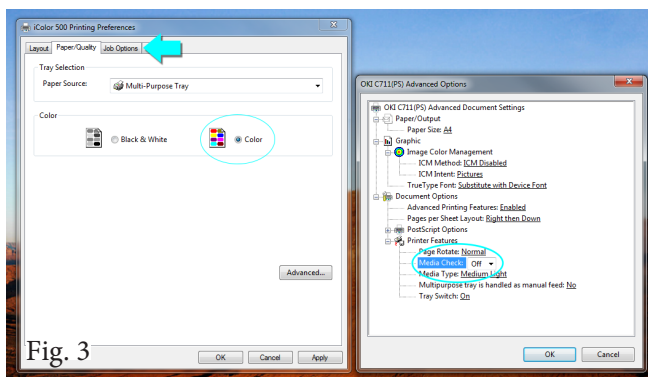 iColor 500 Printing Preferences
Layout Paper/Quality Job Options
Tray Selection
Paper Source: Multi-Purpose Tray
Color
Black & White Color
Advanced...
Fig. 3
OK Cancel Apply
OKI C711(PS) Advanced Options
OKI C711(PS) Advanced Document Settings
Paper/Output
Paper Size: A4
Graphic
Image Color Management
ICM Method: ICM Disabled
ICM Intent: Pictures
TrueType Font: Substitute with Device Font
Document Options
Advanced Printing Features: Enabled
Pages per Sheet Layout: Right then Down
PostScript Options
Printer Features
Page Rotate: Normal
Media Check: Off
Media Type: Medium Light
Multipurpose tray is handled as manual feed: No
Tray Switch: On
OK Cancel